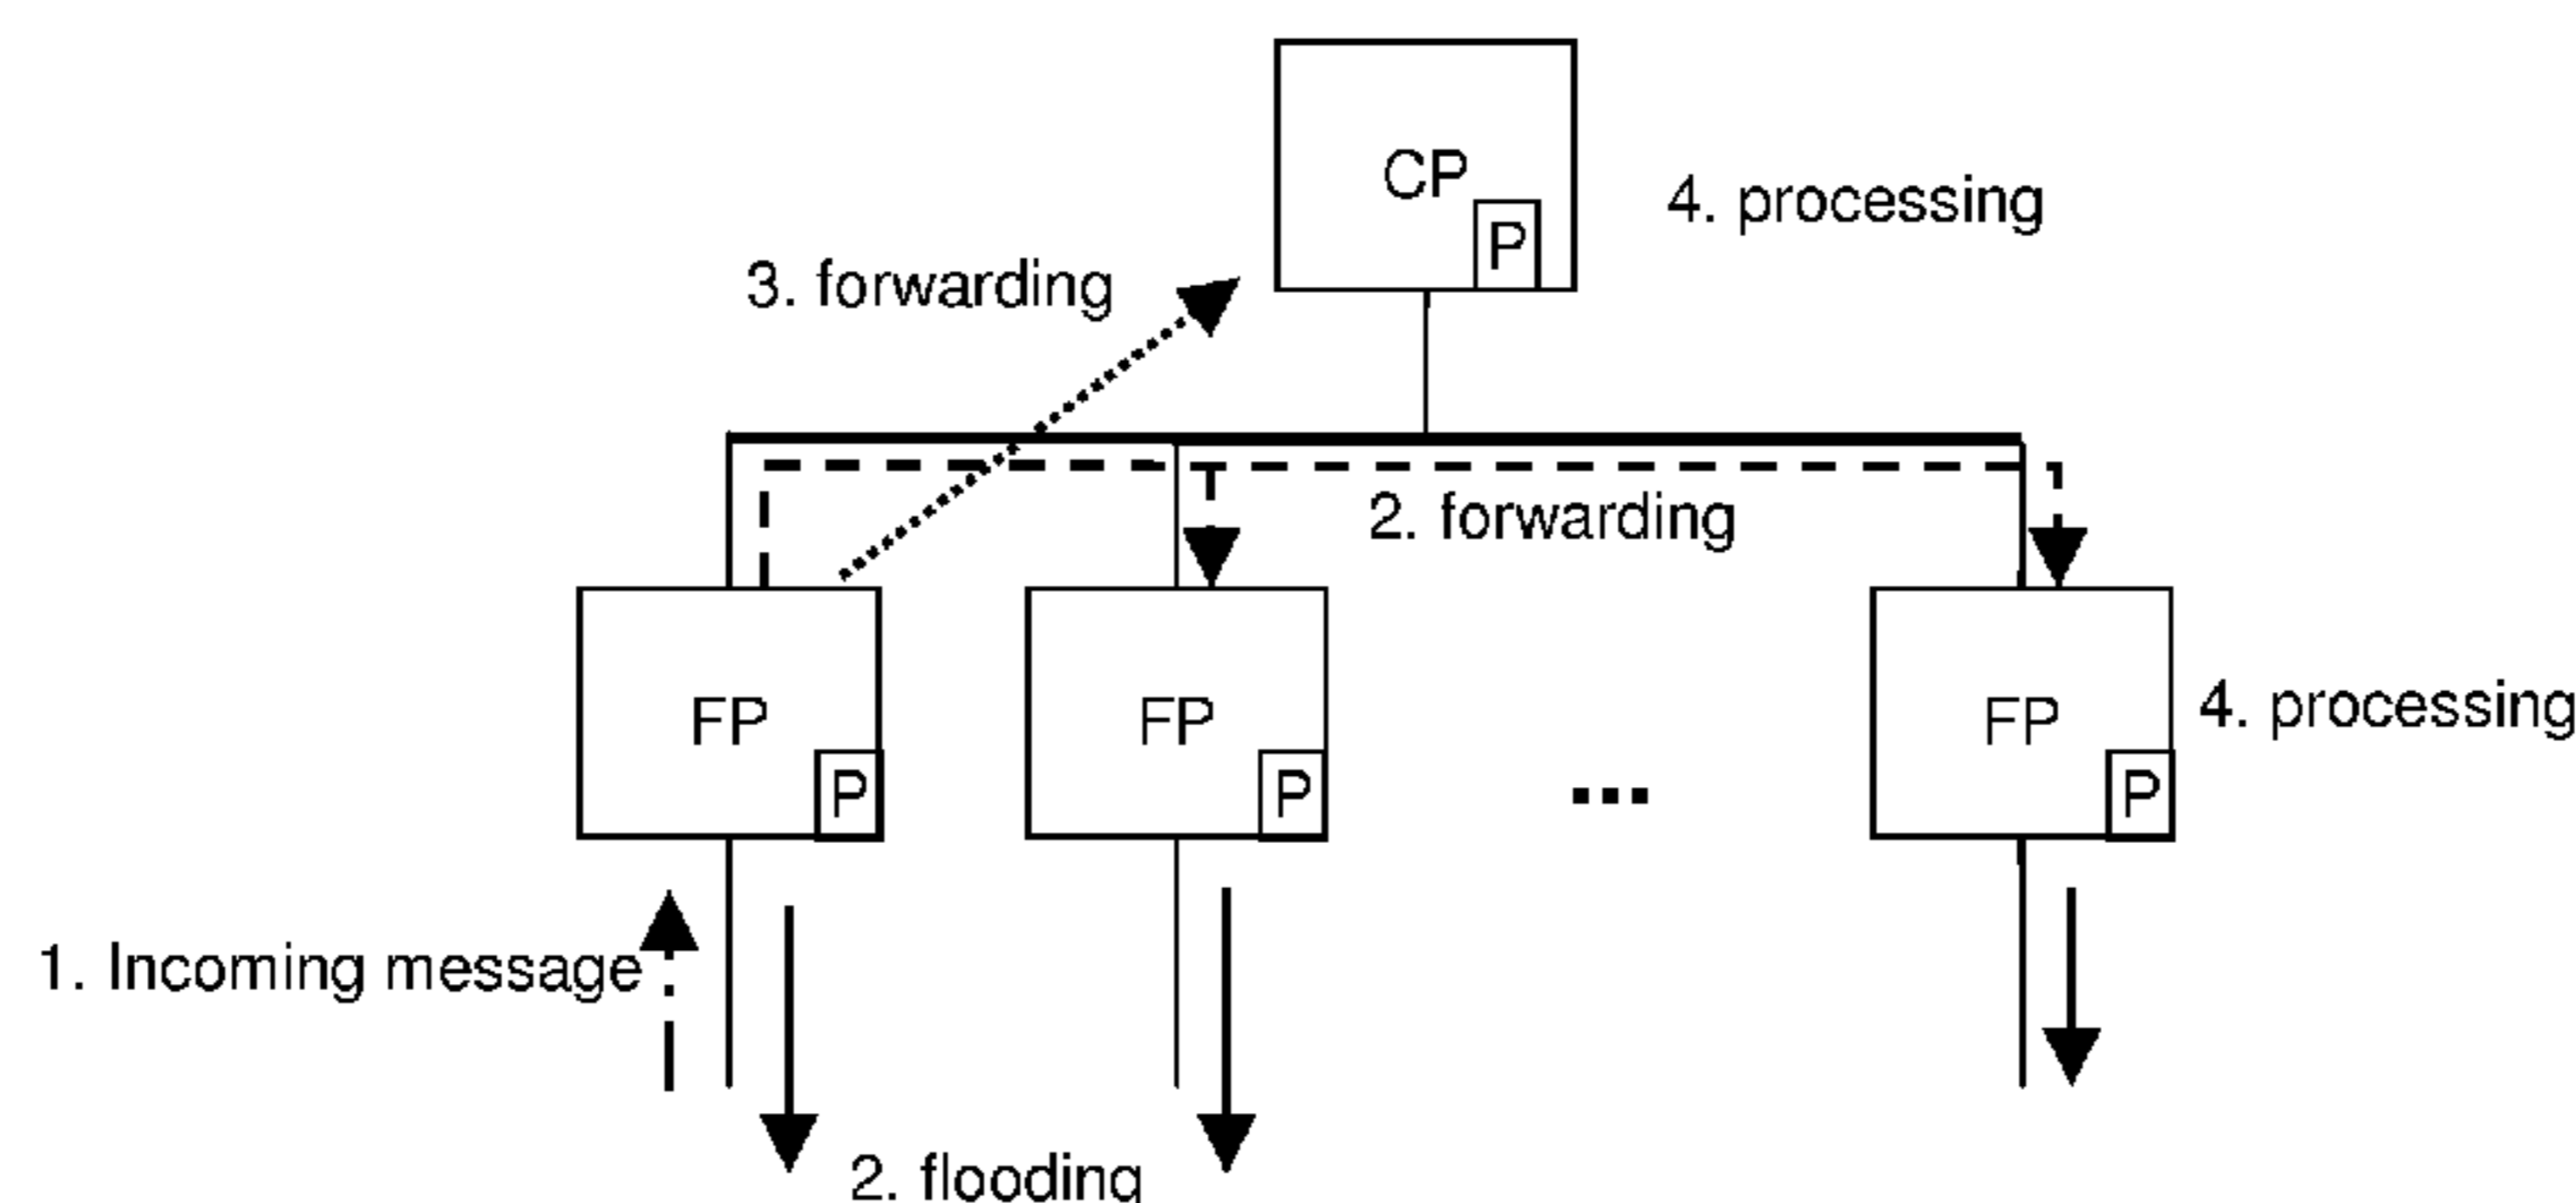 CP
P
4. processing
3. forwarding
2. forwarding
FP
P
FP
P
...
FP
P
4. processing
1. Incoming message
2. flooding